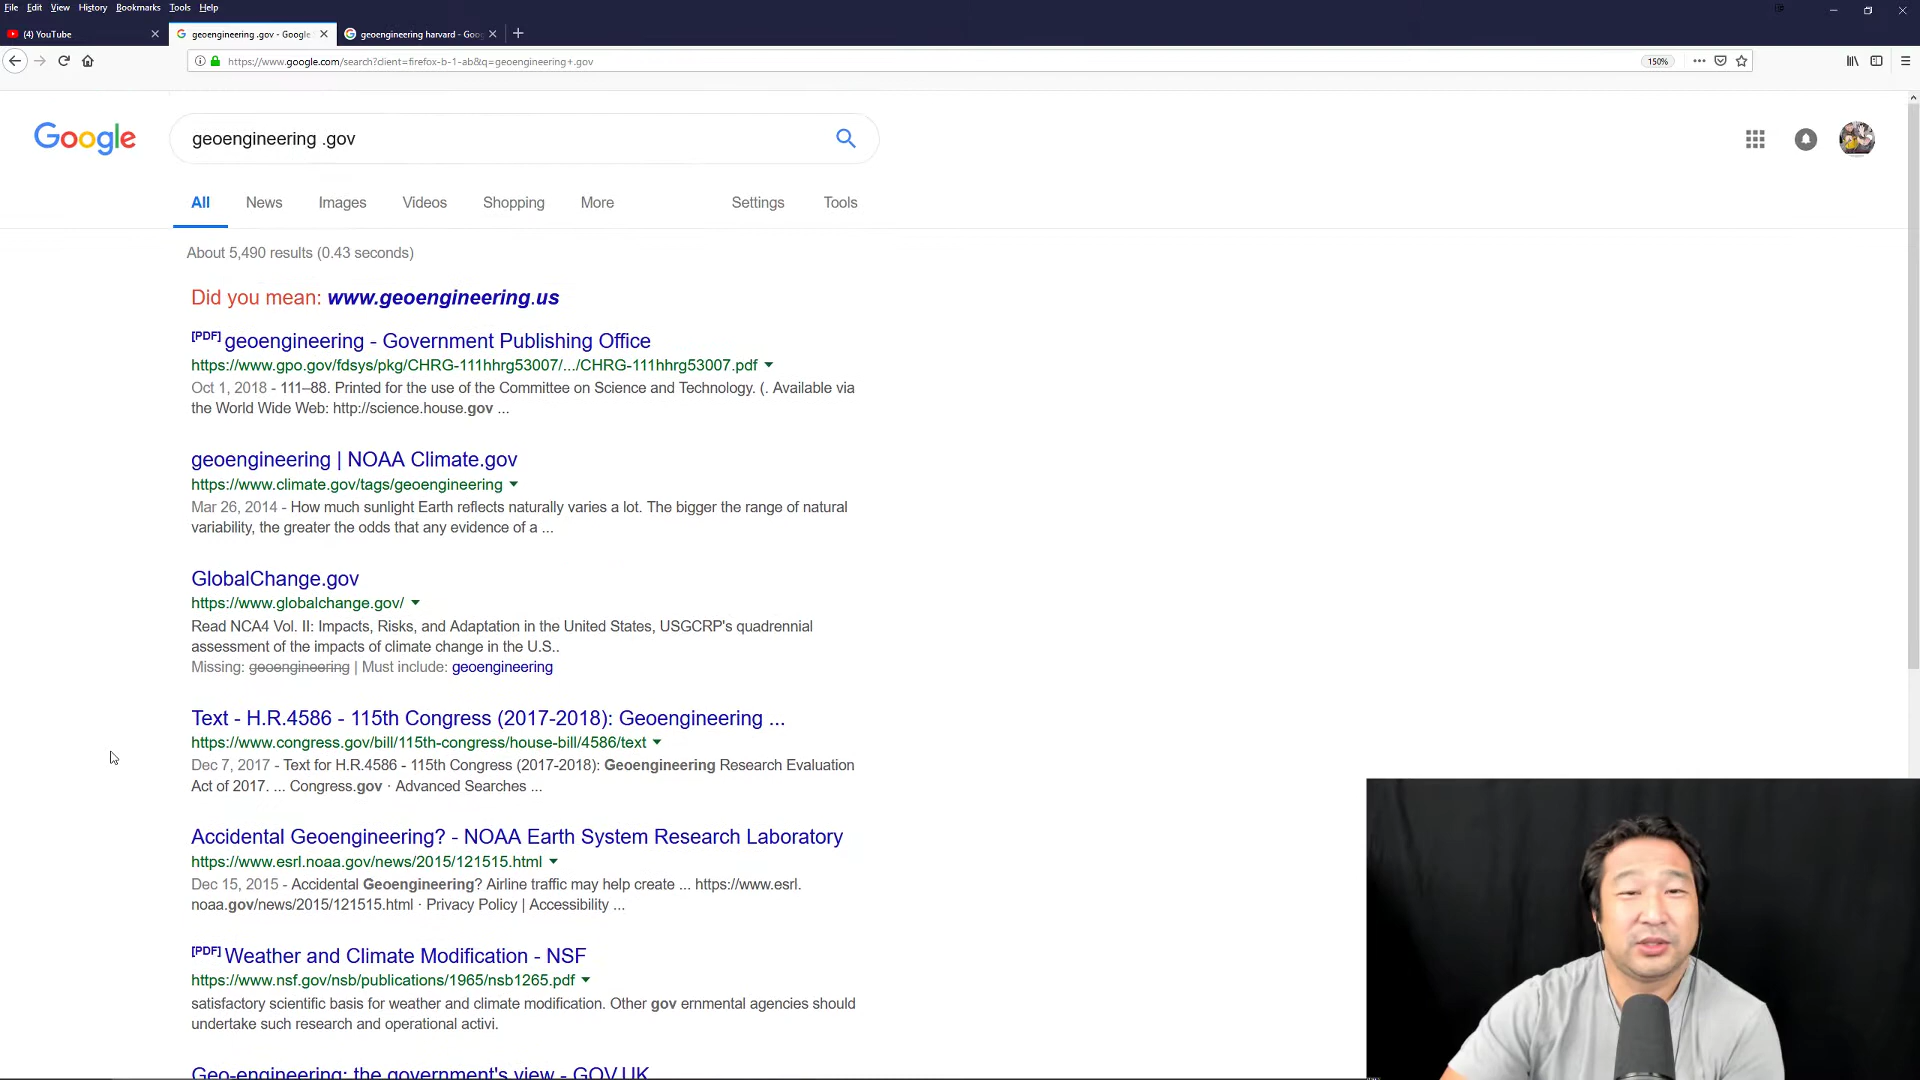 File Edit View History Bookmarks Tools Help
(4) YouTube
geoengineering .gov - Google
geoengineering harvard - Goo
https://www.google.com/search?client=firefox-b-1-ab&q=geoengineering+.gov
150%
Google
geoengineering .gov
All News Images Videos Shopping More Settings Tools
About 5,490 results (0.43 seconds)
Did you mean: www.geoengineering.us
[PDF] geoengineering - Government Publishing Office
https://www.gpo.gov/fdsys/pkg/CHRG-111hhrg53007/.../CHRG-111hhrg53007.pdf
Oct 1, 2018 - 111–88. Printed for the use of the Committee on Science and Technology. (. Available via
the World Wide Web: http://science.house.gov ...
geoengineering | NOAA Climate.gov
https://www.climate.gov/tags/geoengineering
Mar 26, 2014 - How much sunlight Earth reflects naturally varies a lot. The bigger the range of natural
variability, the greater the odds that any evidence of a ...
GlobalChange.gov
https://www.globalchange.gov/
Read NCA4 Vol. II: Impacts, Risks, and Adaptation in the United States, USGCRP's quadrennial
assessment of the impacts of climate change in the U.S..
Missing: geoengineering | Must include: geoengineering
Text - H.R.4586 - 115th Congress (2017-2018): Geoengineering ...
https://www.congress.gov/bill/115th-congress/house-bill/4586/text
Dec 7, 2017 - Text for H.R.4586 - 115th Congress (2017-2018): Geoengineering Research Evaluation
Act of 2017. ... Congress.gov · Advanced Searches ...
Accidental Geoengineering? - NOAA Earth System Research Laboratory
https://www.esrl.noaa.gov/news/2015/121515.html
Dec 15, 2015 - Accidental Geoengineering? Airline traffic may help create ... https://www.esrl.
noaa.gov/news/2015/121515.html · Privacy Policy | Accessibility ...
[PDF] Weather and Climate Modification - NSF
https://www.nsf.gov/nsb/publications/1965/nsb1265.pdf
satisfactory scientific basis for weather and climate modification. Other gov ernmental agencies should
undertake such research and operational activi.
Geo-engineering: the government's view - GOV.UK